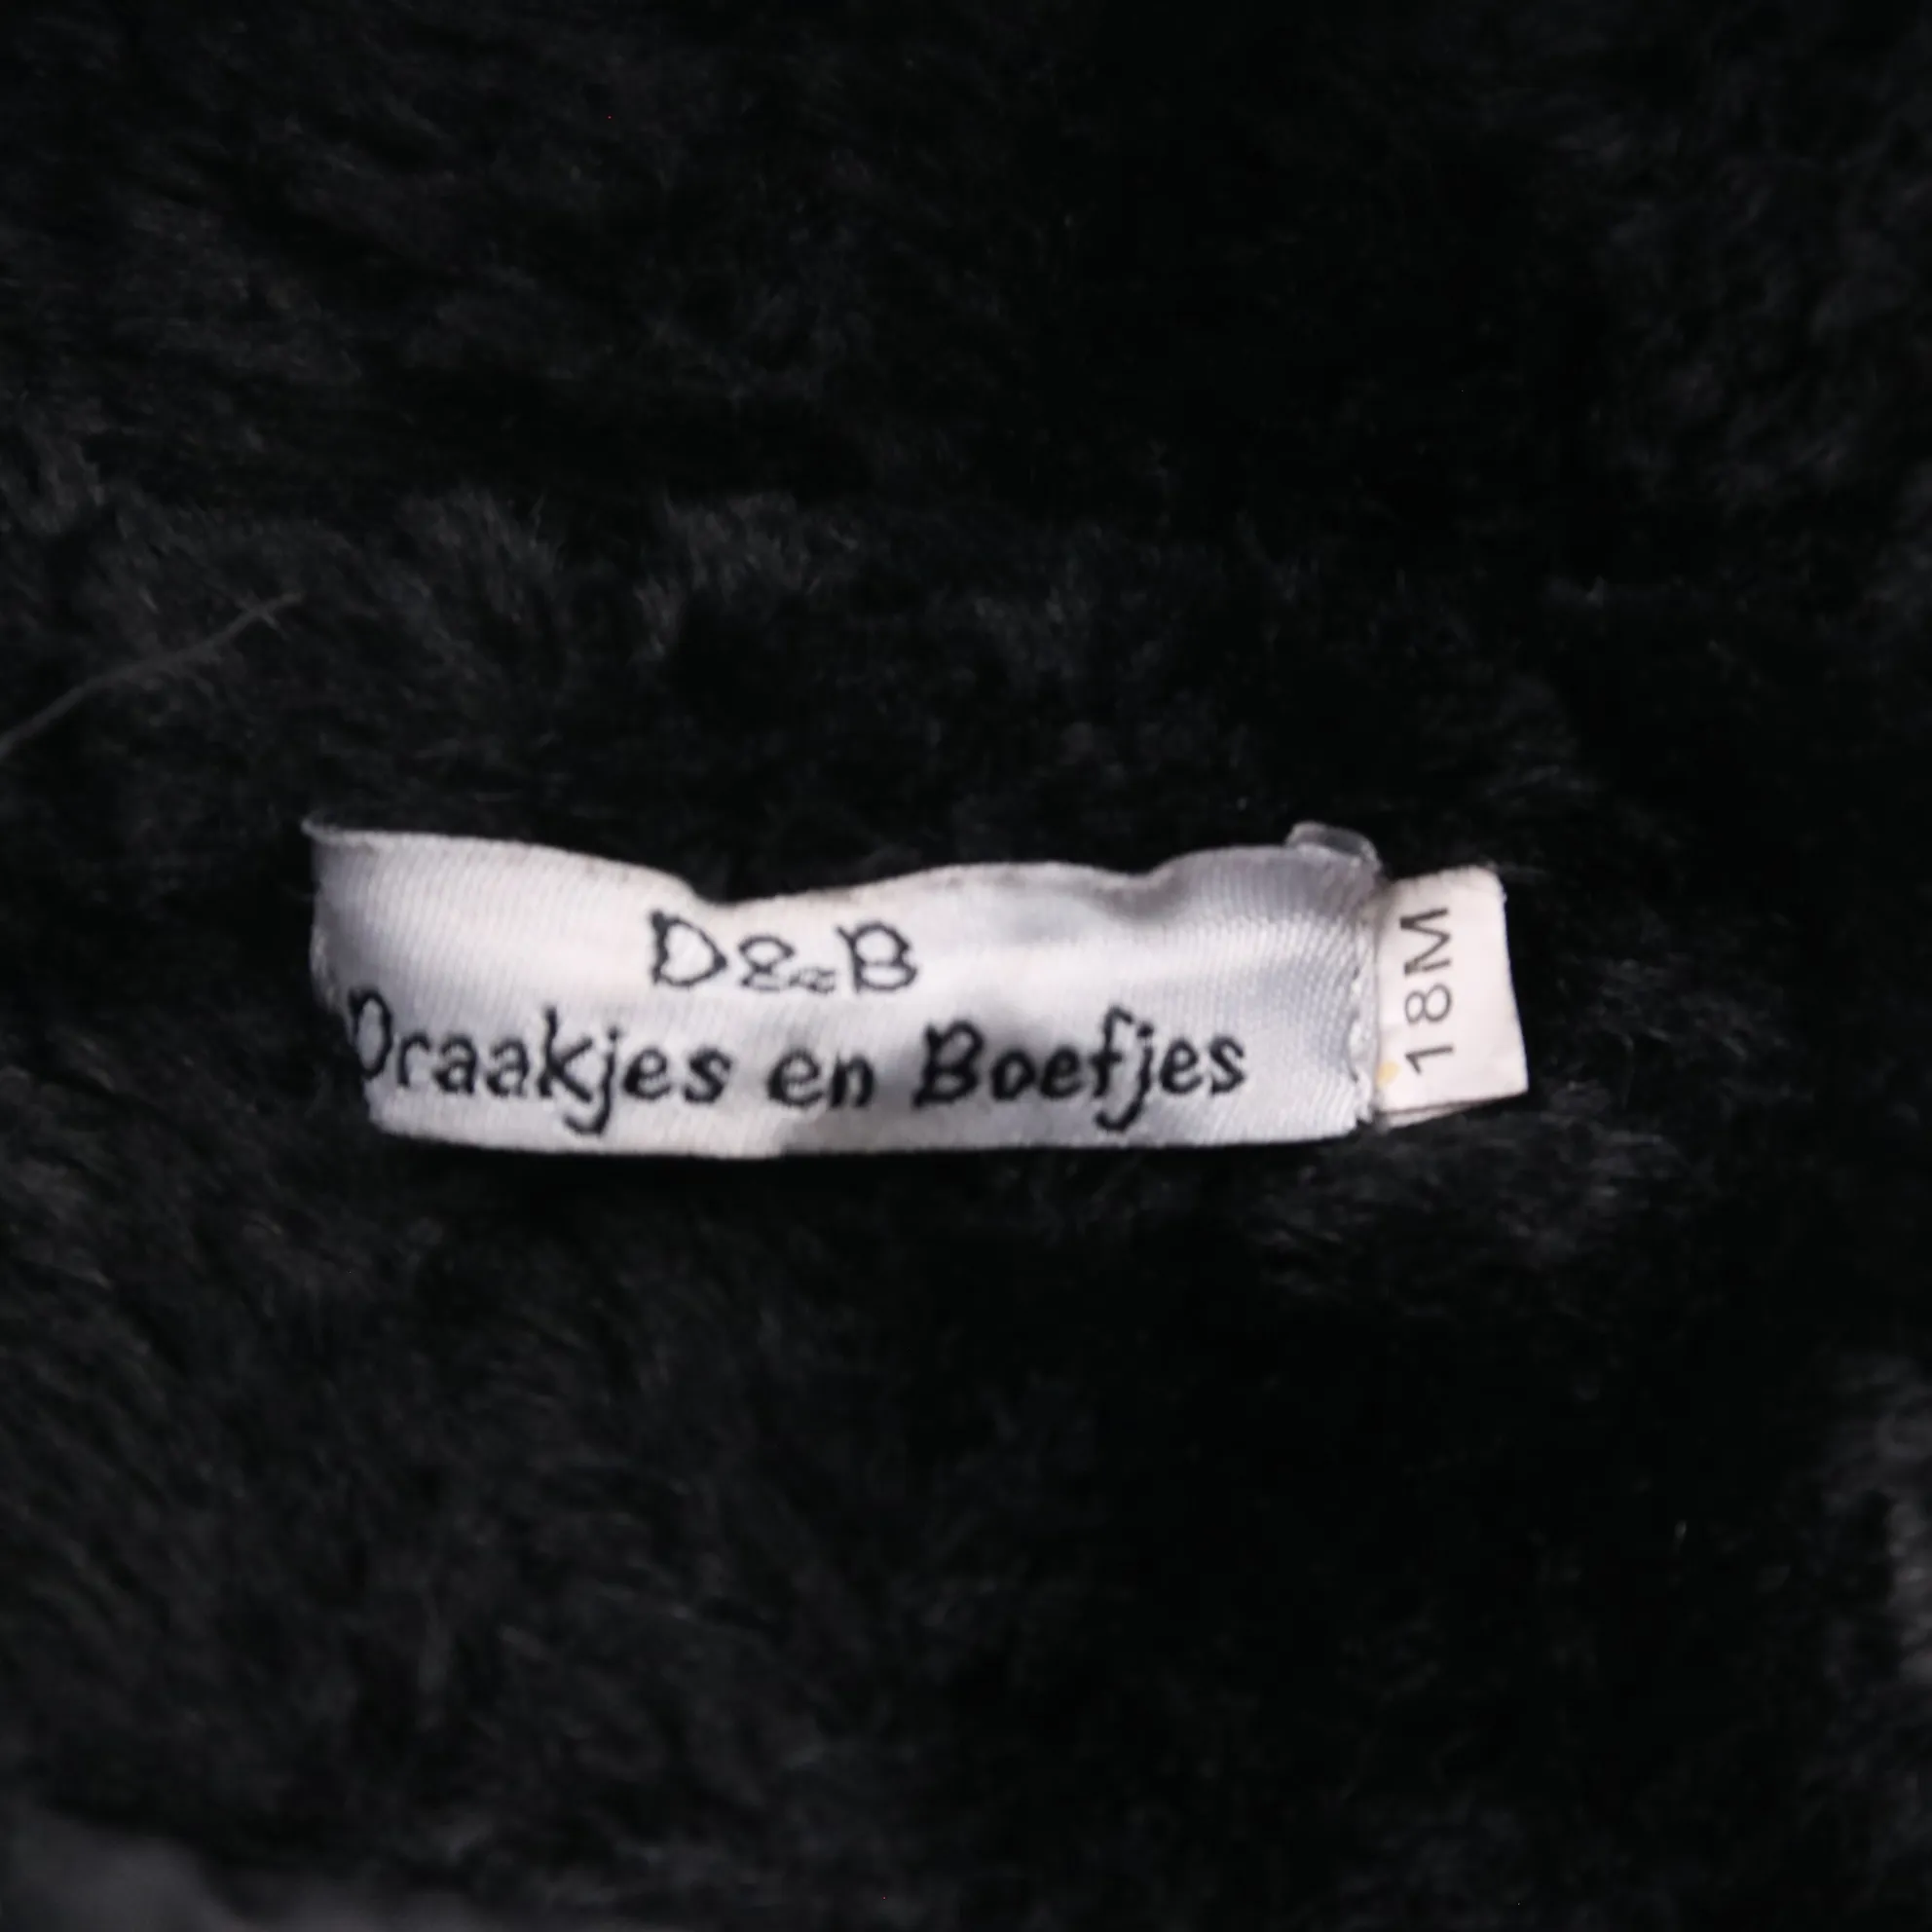 D&B
Draakjes en Boefjes
18M